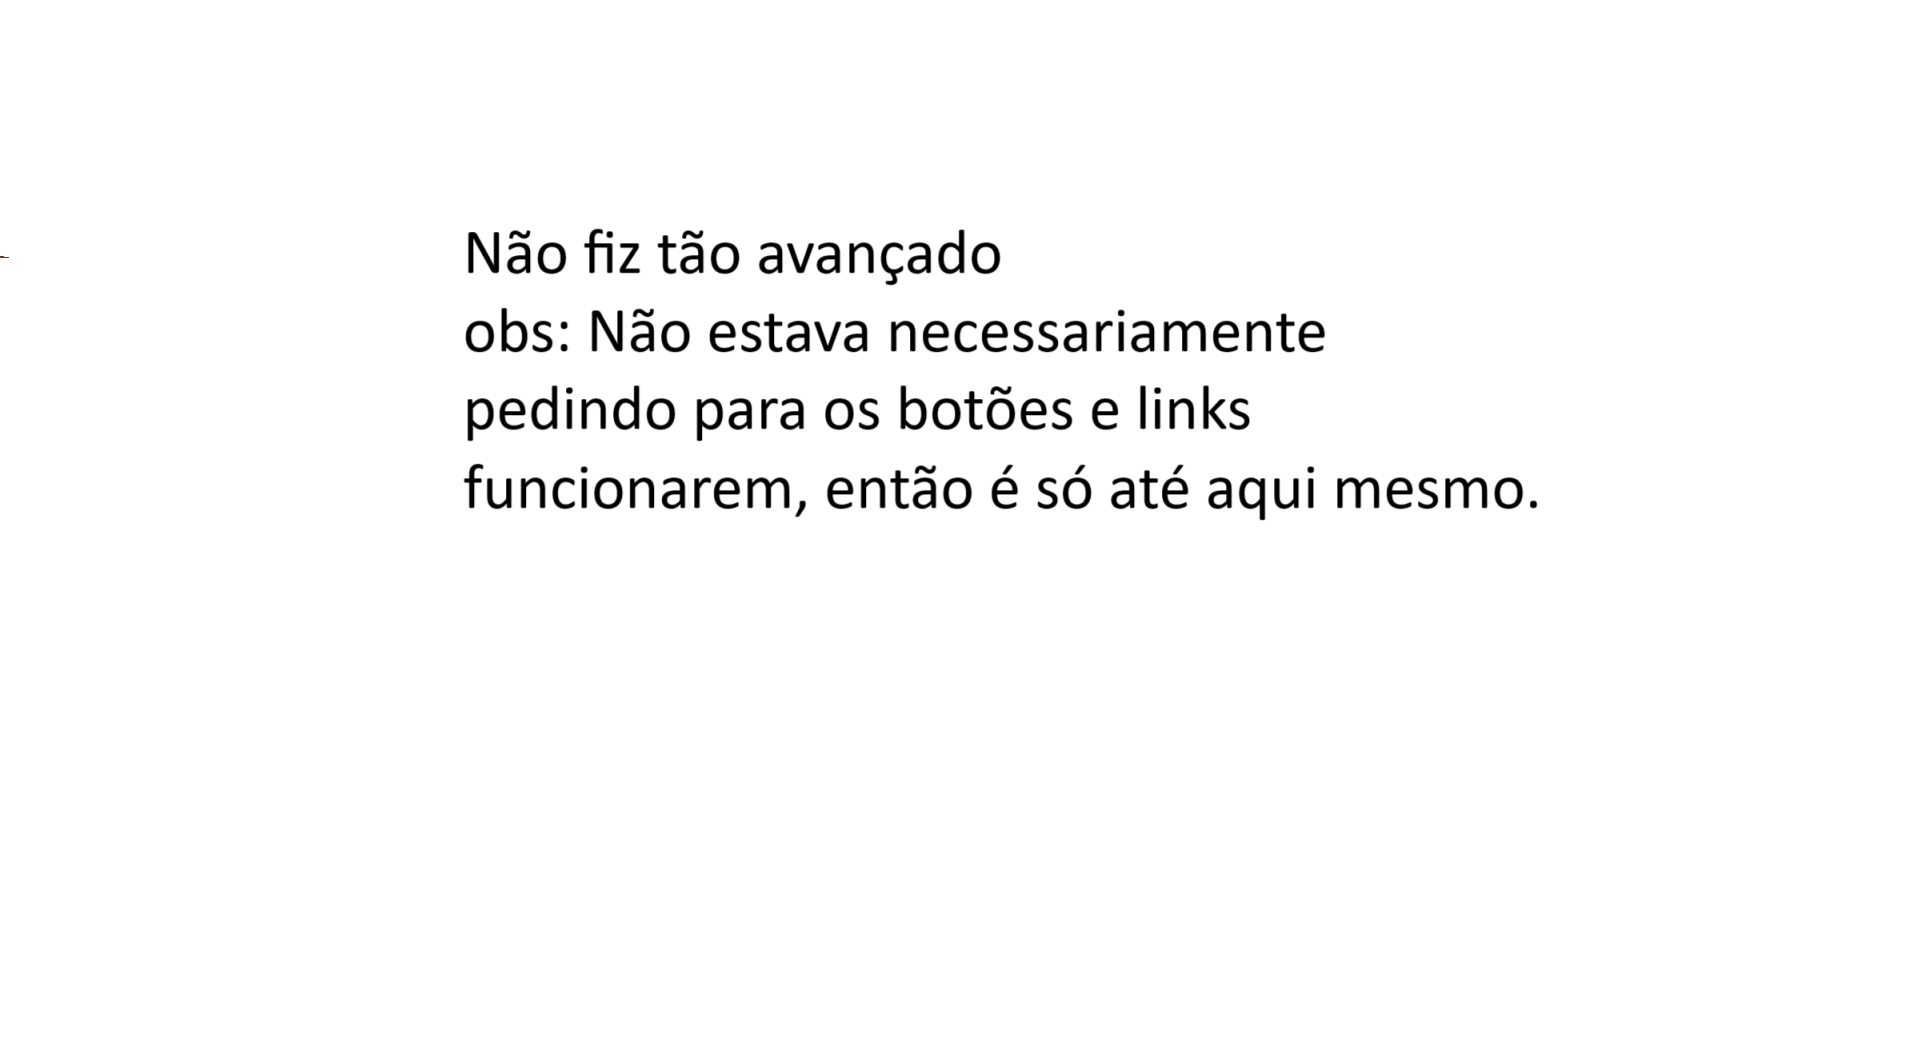 Não fiz tão avançado
obs: Não estava necessariamente
pedindo para os botões e links
funcionarem, então é só até aqui mesmo.